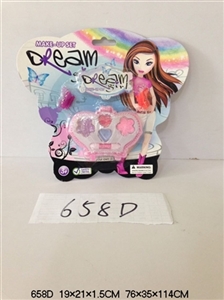 MAKE-UP SET
DREAM
DREAM
658D
658D 19×21×1.5CM 76×35×114CM